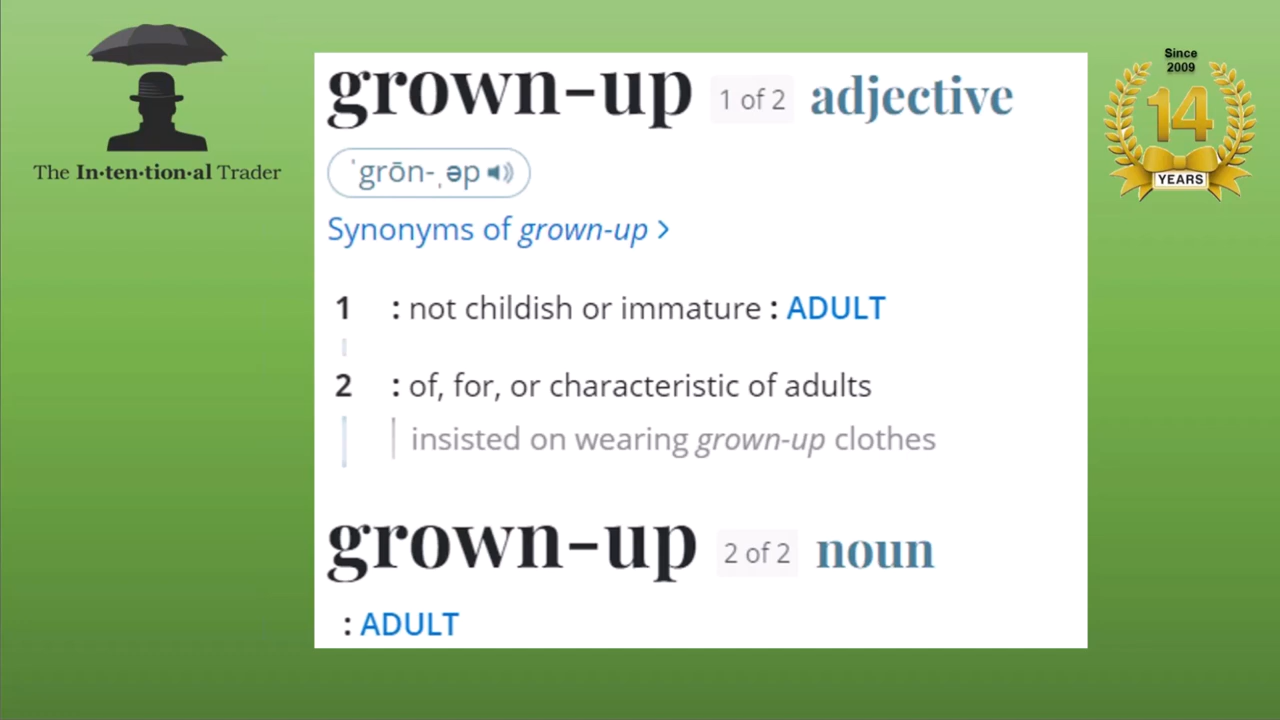 The In·ten·tion·al Trader
grown-up 1 of 2 adjective
ˈgrōn-ˌəp
Synonyms of grown-up >
1 : not childish or immature : ADULT
2 : of, for, or characteristic of adults
insisted on wearing grown-up clothes
grown-up 2 of 2 noun
: ADULT
Since
2009
14
YEARS